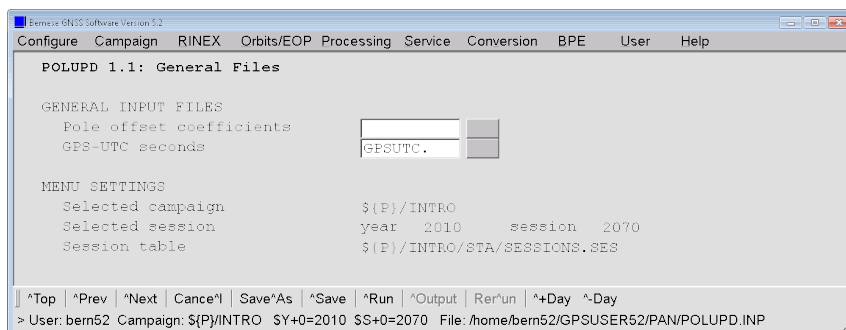 Bernese GNSS Software Version 5.2
Configure Campaign RINEX Orbits/EOP Processing Service Conversion BPE User Help
POLUPD 1.1: General Files
GENERAL INPUT FILES
Pole offset coefficients
GPS-UTC seconds GPSUTC.
MENU SETTINGS
Selected campaign ${P}/INTRO
Selected session year 2010 session 2070
Session table ${P}/INTRO/STA/SESSIONS.SES
^Top | ^Prev | ^Next | Cance^l | Save^As | ^Save | ^Run | ^Output | Rer^un | ^+Day ^-Day
> User: bern52 Campaign: ${P}/INTRO $Y+0=2010 $S+0=2070 File: /home/bern52/GPSUSER52/PAN/POLUPD.INP